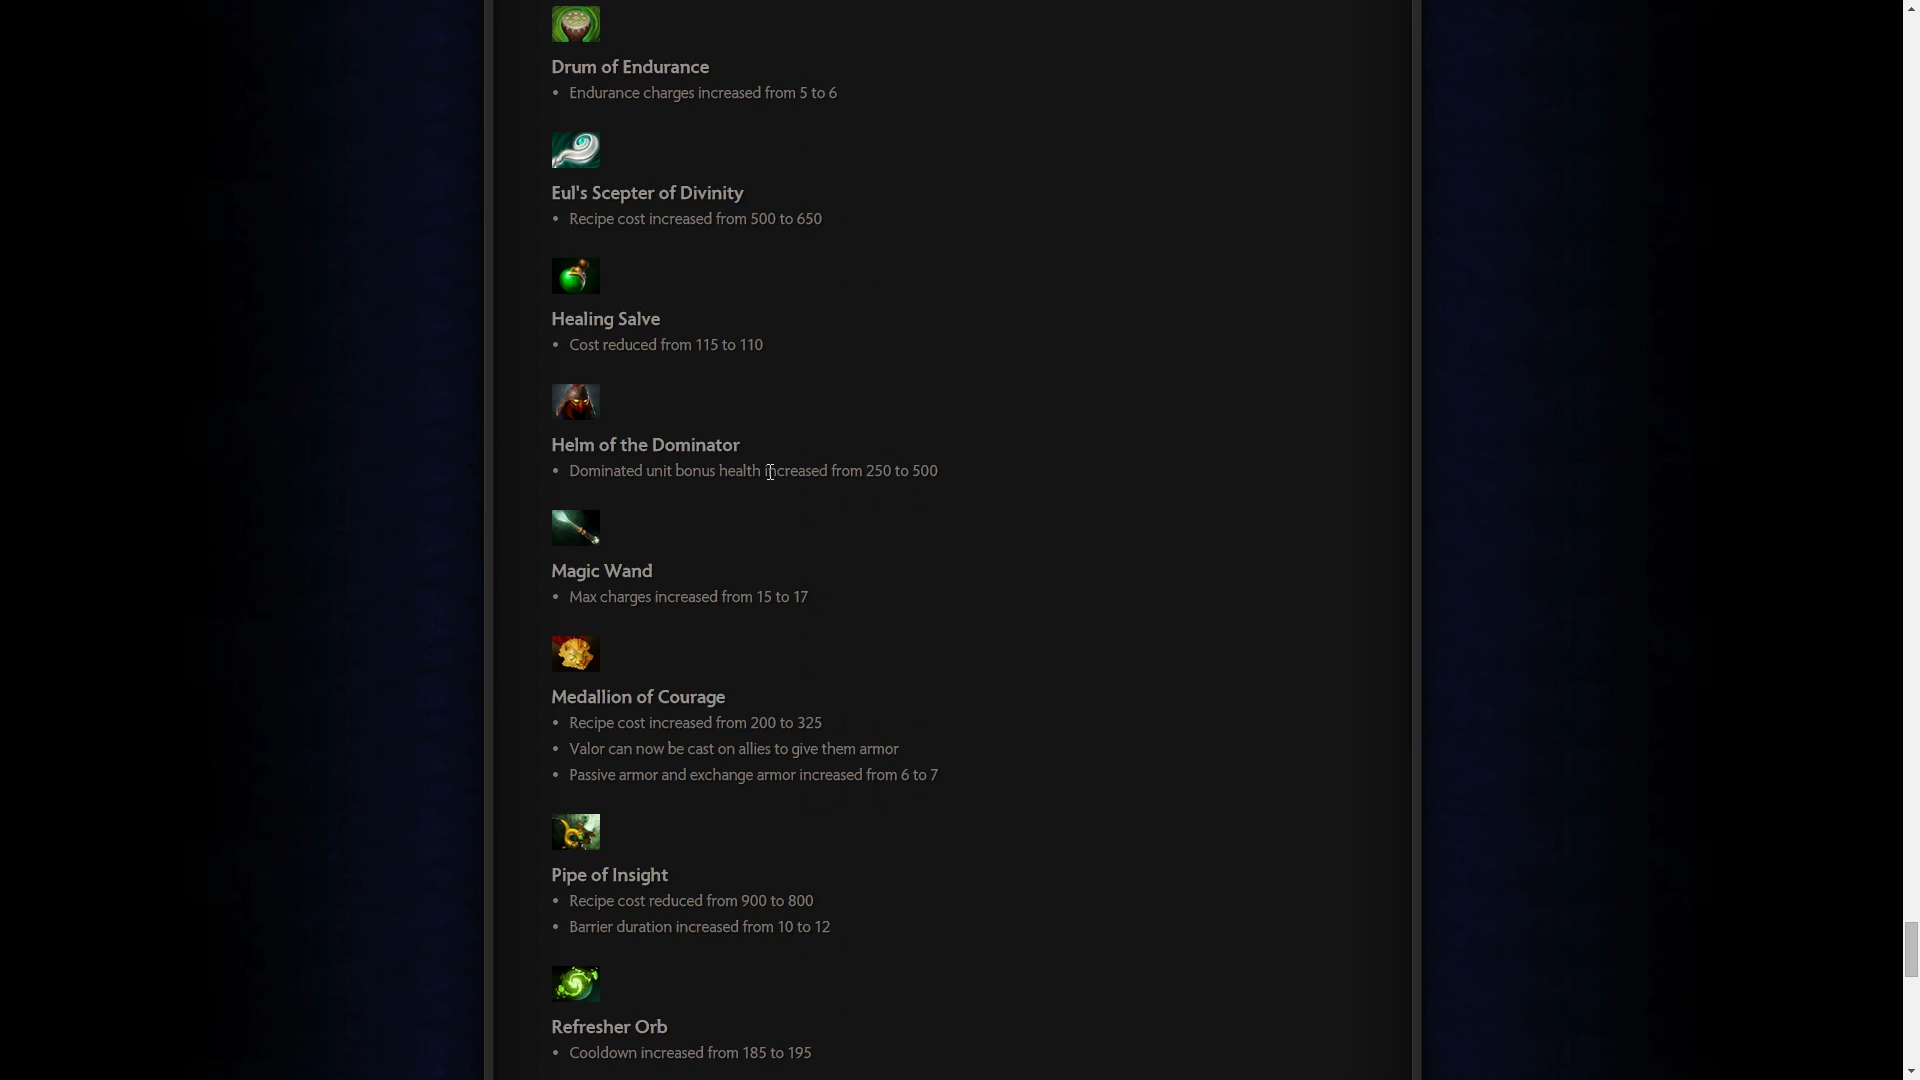 Drum of Endurance
• Endurance charges increased from 5 to 6
Eul's Scepter of Divinity
• Recipe cost increased from 500 to 650
Healing Salve
• Cost reduced from 115 to 110
Helm of the Dominator
• Dominated unit bonus health increased from 250 to 500
Magic Wand
• Max charges increased from 15 to 17
Medallion of Courage
• Recipe cost increased from 200 to 325
• Valor can now be cast on allies to give them armor
• Passive armor and exchange armor increased from 6 to 7
Pipe of Insight
• Recipe cost reduced from 900 to 800
• Barrier duration increased from 10 to 12
Refresher Orb
• Cooldown increased from 185 to 195